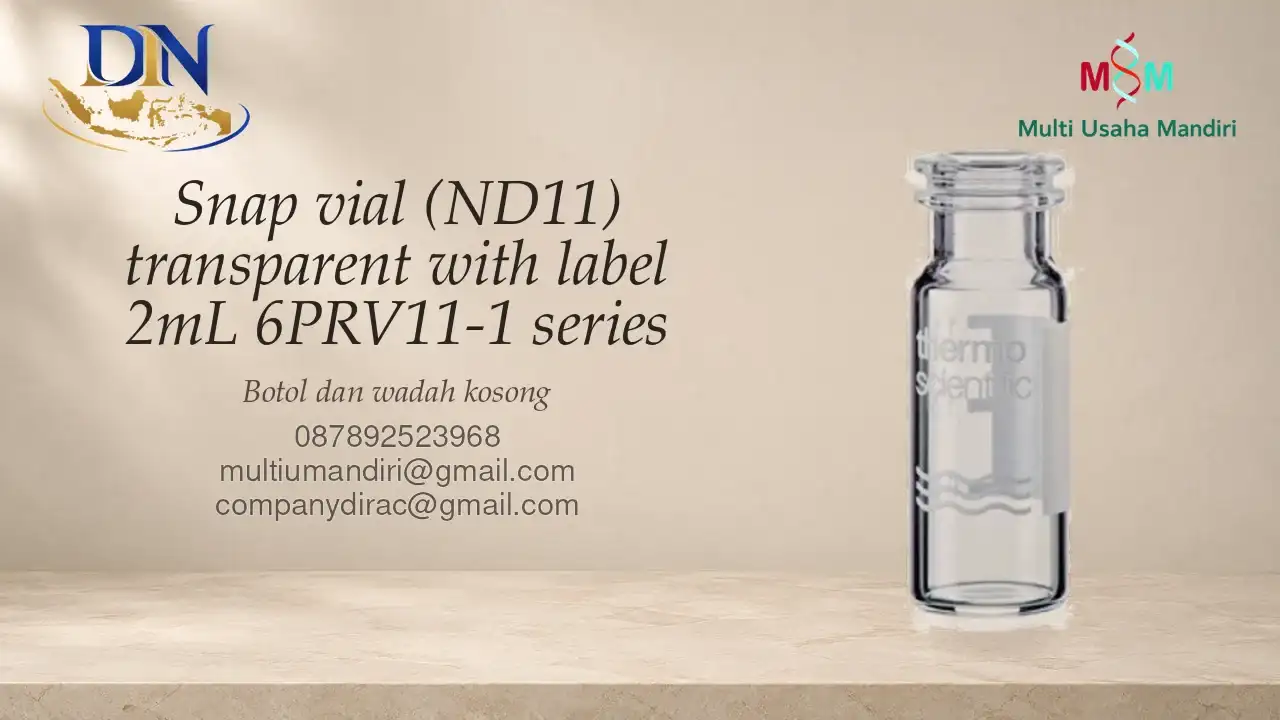 DN
M M
Multi Usaha Mandiri
Snap vial (ND11)
transparent with label
2mL 6PRV11-1 series
Botol dan wadah kosong
087892523968
multiumandiri@gmail.com
companydirac@gmail.com
thermo
scientific